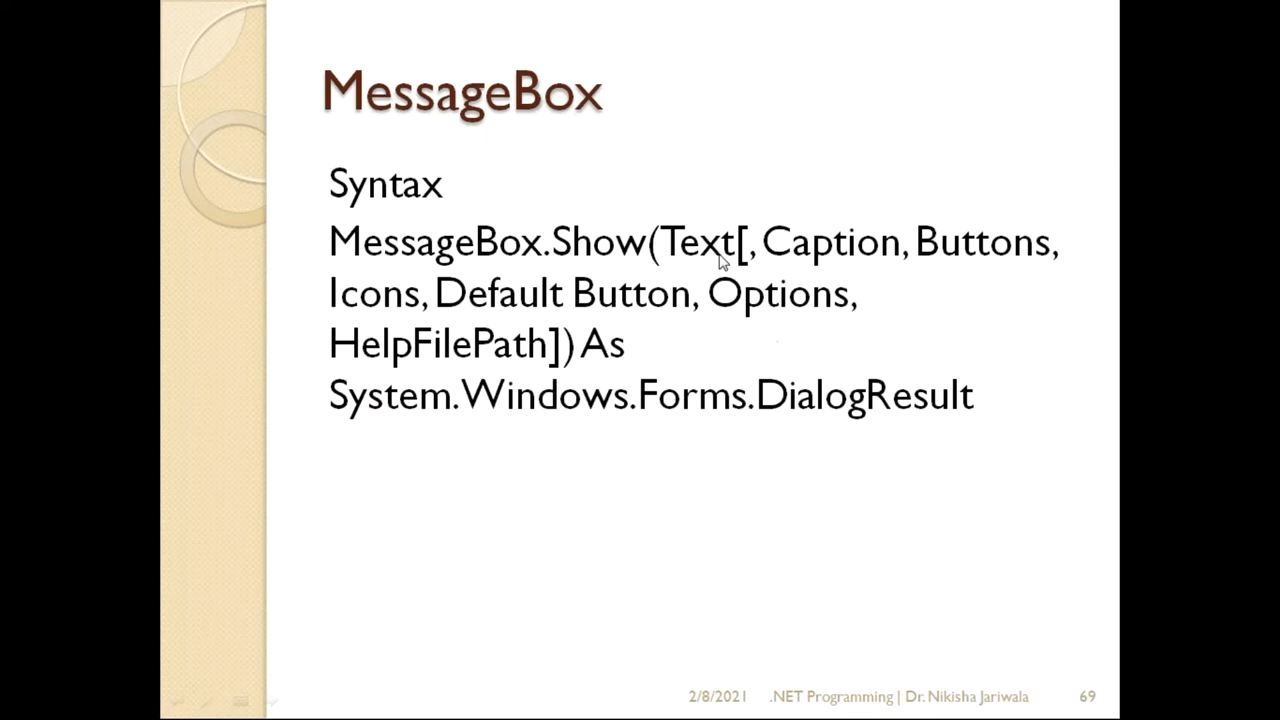 MessageBox
Syntax
MessageBox.Show(Text[, Caption, Buttons,
Icons, Default Button, Options,
HelpFilePath]) As
System.Windows.Forms.DialogResult
2/8/2021 .NET Programming | Dr. Nikisha Jariwala 69